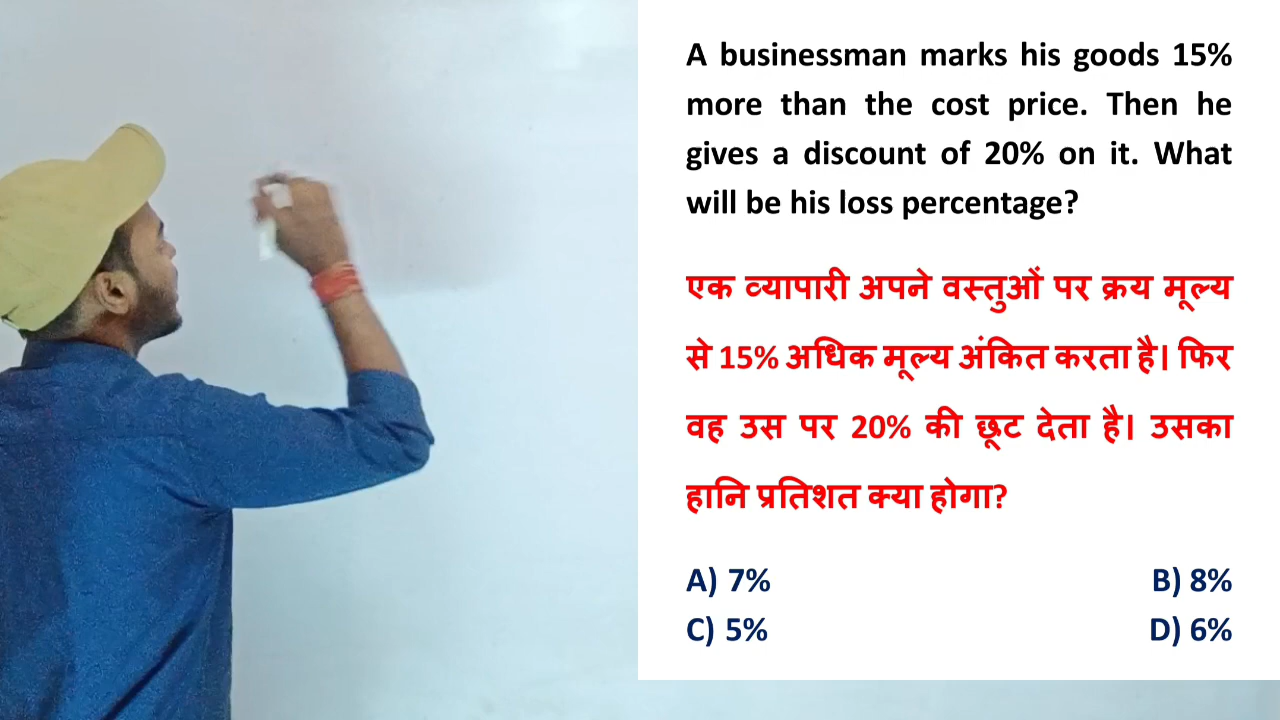 A businessman marks his goods 15%
more than the cost price. Then he
gives a discount of 20% on it. What
will be his loss percentage?
एक व्यापारी अपने वस्तुओं पर क्रय मूल्य
से 15% अधिक मूल्य अंकित करता है। फिर
वह उस पर 20% की छूट देता है। उसका
हानि प्रतिशत क्या होगा?
A) 7% B) 8%
C) 5% D) 6%